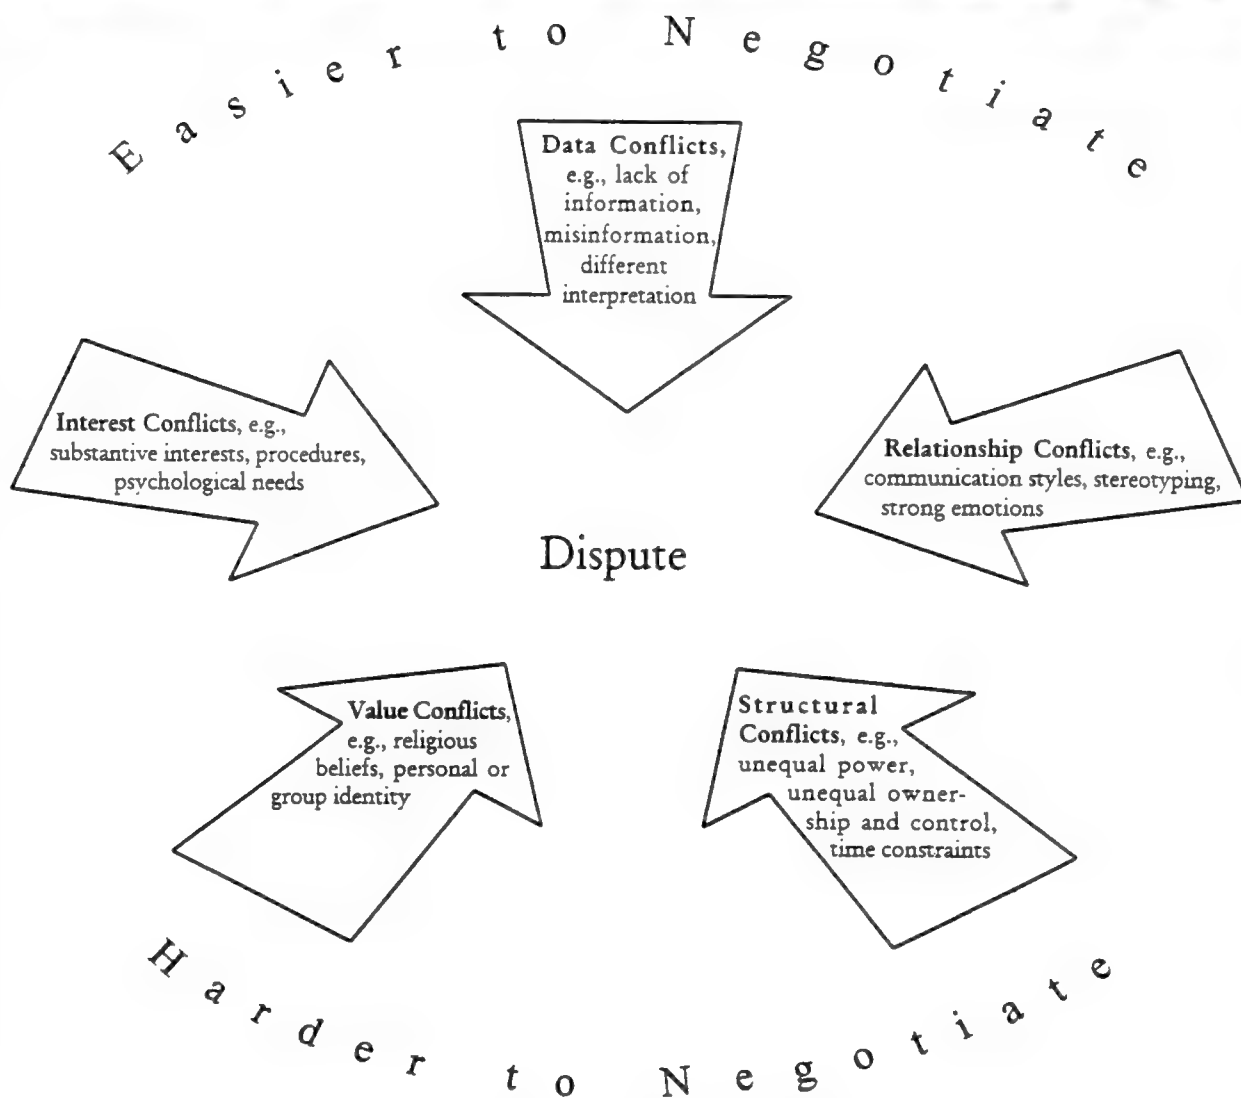 Easier to Negotiate
Data Conflicts,
e.g., lack of
information,
misinformation,
different
interpretation
Interest Conflicts, e.g.,
substantive interests, procedures,
psychological needs
Relationship Conflicts, e.g.,
communication styles, stereotyping,
strong emotions
Dispute
Value Conflicts,
e.g., religious
beliefs, personal or
group identity
Structural
Conflicts, e.g.,
unequal power,
unequal owner-
ship and control,
time constraints
Harder to Negotiate